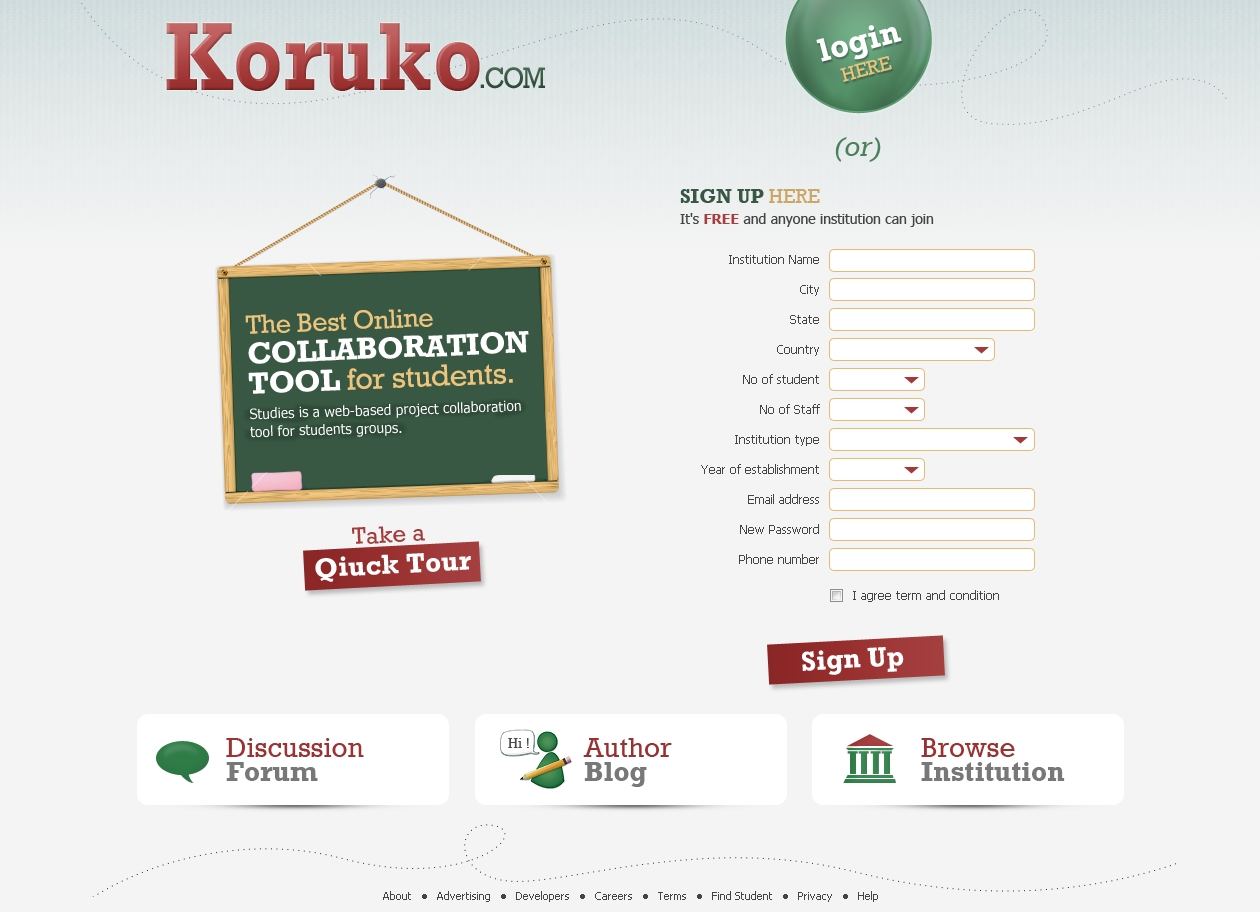 Koruko.COM
login
HERE
(or)
SIGN UP HERE
It's FREE and anyone institution can join
Institution Name
City
State
Country
No of student
No of Staff
Institution type
Year of establishment
Email address
New Password
Phone number
I agree term and condition
Sign Up
The Best Online
COLLABORATION
TOOL for students.
Studies is a web-based project collaboration
tool for students groups.
Take a
Qiuck Tour
Discussion
Forum
Hi !
Author
Blog
Browse
Institution
About • Advertising • Developers • Careers • Terms • Find Student • Privacy • Help